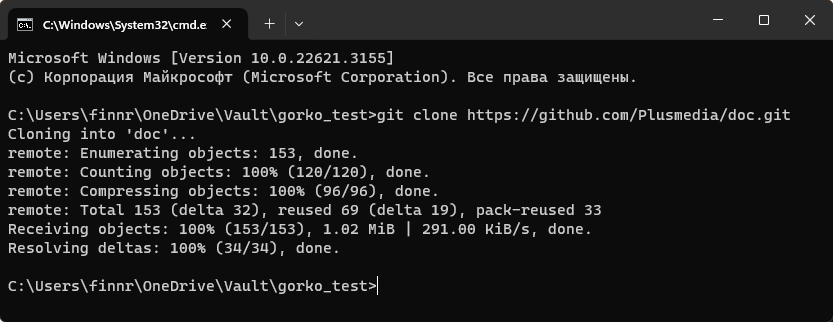 C:\Windows\System32\cmd.e
Microsoft Windows [Version 10.0.22621.3155]
(c) Корпорация Майкрософт (Microsoft Corporation). Все права защищены.
C:\Users\finnr\OneDrive\Vault\gorko_test>git clone https://github.com/Plusmedia/doc.git
Cloning into 'doc'...
remote: Enumerating objects: 153, done.
remote: Counting objects: 100% (120/120), done.
remote: Compressing objects: 100% (96/96), done.
remote: Total 153 (delta 32), reused 69 (delta 19), pack-reused 33
Receiving objects: 100% (153/153), 1.02 MiB | 291.00 KiB/s, done.
Resolving deltas: 100% (34/34), done.
C:\Users\finnr\OneDrive\Vault\gorko_test>